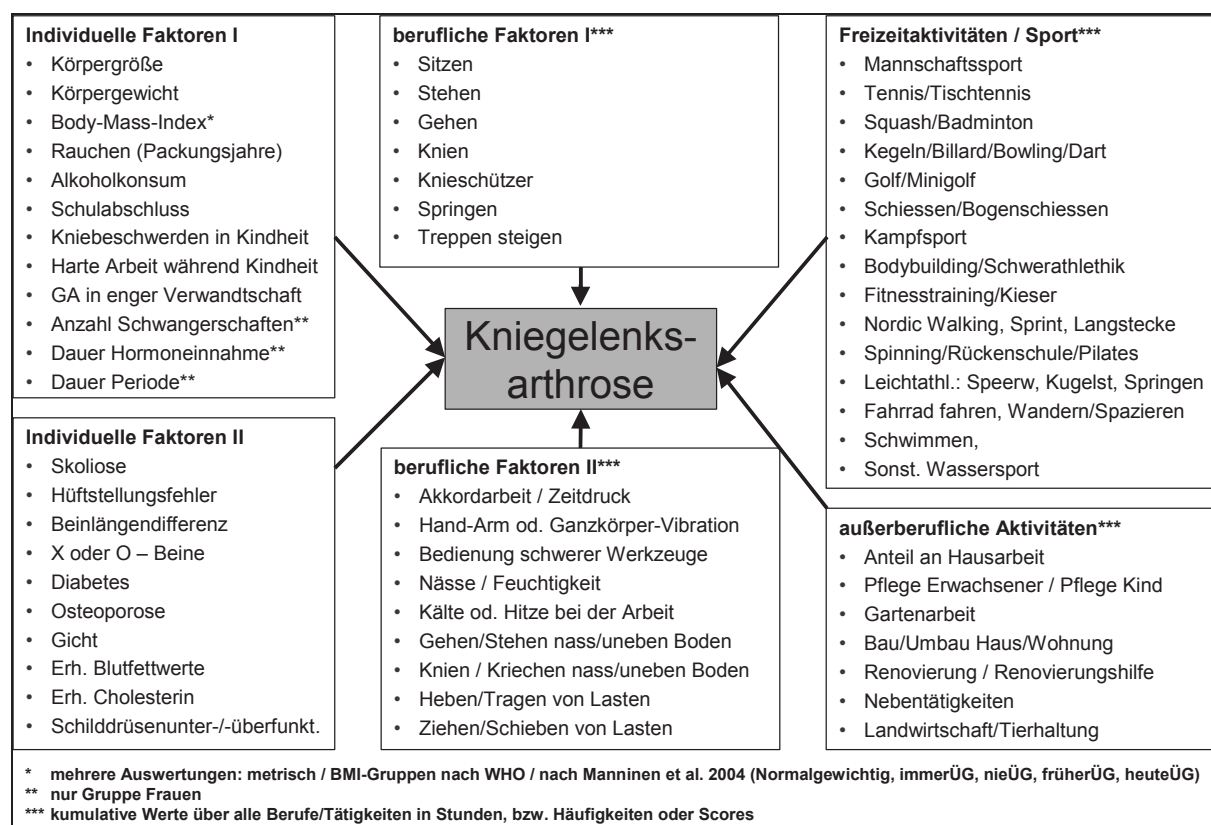 Individuelle Faktoren I
• Körpergröße
• Körpergewicht
• Body-Mass-Index*
• Rauchen (Packungsjahre)
• Alkoholkonsum
• Schulabschluss
• Kniebeschwerden in Kindheit
• Harte Arbeit während Kindheit
• GA in enger Verwandtschaft
• Anzahl Schwangerschaften**
• Dauer Hormoneinnahme**
• Dauer Periode**
Individuelle Faktoren II
• Skoliose
• Hüftstellungsfehler
• Beinlängendifferenz
• X oder O – Beine
• Diabetes
• Osteoporose
• Gicht
• Erh. Blutfettwerte
• Erh. Cholesterin
• Schilddrüsenunter-/-überfunkt.
berufliche Faktoren I***
• Sitzen
• Stehen
• Gehen
• Knien
• Knieschützer
• Springen
• Treppen steigen
Kniegelenks-
arthrose
berufliche Faktoren II***
• Akkordarbeit / Zeitdruck
• Hand-Arm od. Ganzkörper-Vibration
• Bedienung schwerer Werkzeuge
• Nässe / Feuchtigkeit
• Kälte od. Hitze bei der Arbeit
• Gehen/Stehen nass/uneben Boden
• Knien / Kriechen nass/uneben Boden
• Heben/Tragen von Lasten
• Ziehen/Schieben von Lasten
Freizeitaktivitäten / Sport***
• Mannschaftssport
• Tennis/Tischtennis
• Squash/Badminton
• Kegeln/Billard/Bowling/Dart
• Golf/Minigolf
• Schiessen/Bogenschiessen
• Kampfsport
• Bodybuilding/Schwerathlethik
• Fitnesstraining/Kieser
• Nordic Walking, Sprint, Langstecke
• Spinning/Rückenschule/Pilates
• Leichtathl.: Speerw, Kugelst, Springen
• Fahrrad fahren, Wandern/Spazieren
• Schwimmen,
• Sonst. Wassersport
außerberufliche Aktivitäten***
• Anteil an Hausarbeit
• Pflege Erwachsener / Pflege Kind
• Gartenarbeit
• Bau/Umbau Haus/Wohnung
• Renovierung / Renovierungshilfe
• Nebentätigkeiten
• Landwirtschaft/Tierhaltung
* mehrere Auswertungen: metrisch / BMI-Gruppen nach WHO / nach Manninen et al. 2004 (Normalgewichtig, immerÜG, nieÜG, früherÜG, heuteÜG)
** nur Gruppe Frauen
*** kumulative Werte über alle Berufe/Tätigkeiten in Stunden, bzw. Häufigkeiten oder Scores